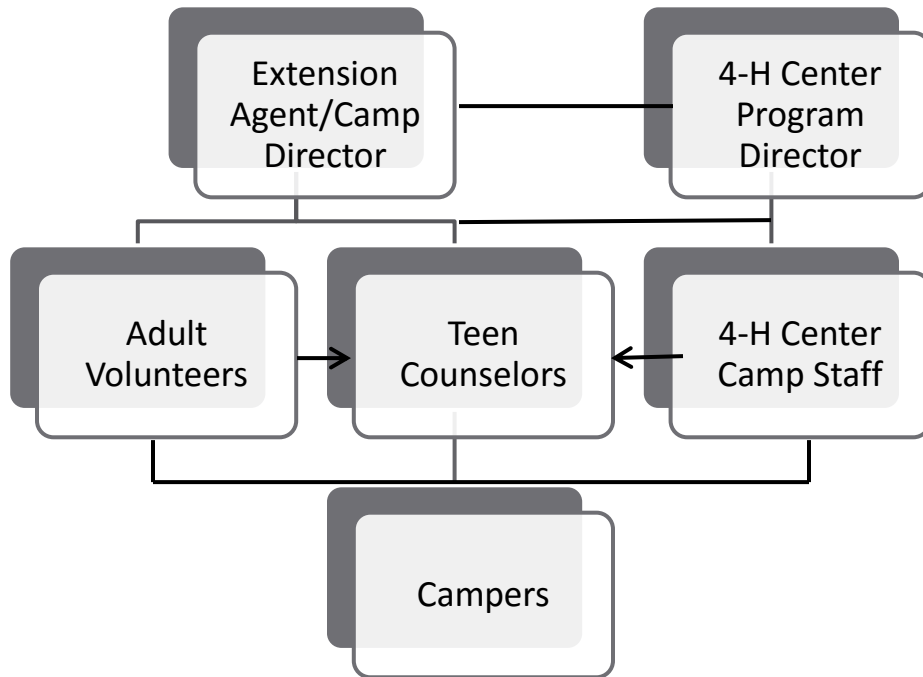 Extension
Agent/Camp
Director
4-H Center
Program
Director
Adult
Volunteers
Teen
Counselors
4-H Center
Camp Staff
Campers